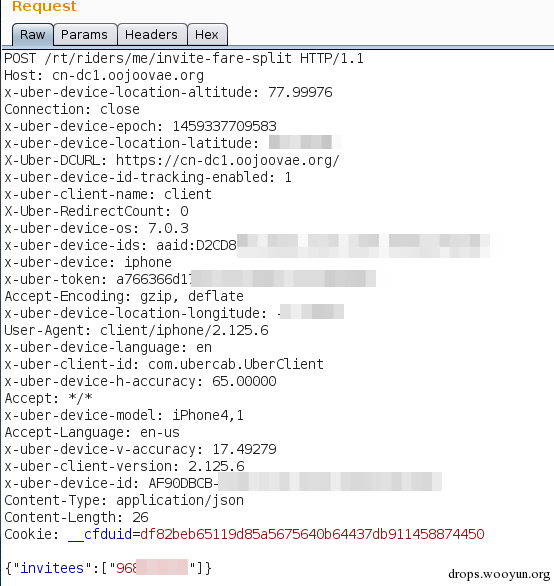 Request
Raw Params Headers Hex
POST /rt/riders/me/invite-fare-split HTTP/1.1
Host: cn-dc1.oojoovae.org
x-uber-device-location-altitude: 77.99976
Connection: close
x-uber-device-epoch: 1459337709583
x-uber-device-location-latitude:
X-Uber-DCURL: https://cn-dc1.oojoovae.org/
x-uber-device-id-tracking-enabled: 1
x-uber-client-name: client
X-Uber-RedirectCount: 0
x-uber-device-os: 7.0.3
x-uber-device-ids: aaid:D2CD8
x-uber-device: iphone
x-uber-token: a766366d1
Accept-Encoding: gzip, deflate
x-uber-device-location-longitude: -
User-Agent: client/iphone/2.125.6
x-uber-device-language: en
x-uber-client-id: com.ubercab.UberClient
x-uber-device-h-accuracy: 65.00000
Accept: */*
x-uber-device-model: iPhone4,1
Accept-Language: en-us
x-uber-device-v-accuracy: 17.49279
x-uber-client-version: 2.125.6
x-uber-device-id: AF90DBCB-
Content-Type: application/json
Content-Length: 26
Cookie: __cfduid=df82beb65119d85a5675640b64437db911458874450
{"invitees":["968"]}
drops.wooyun.org